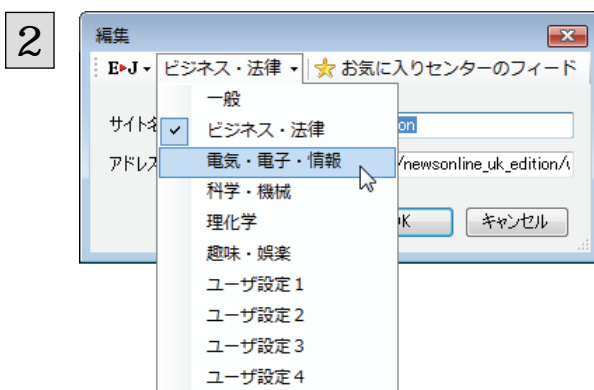 2
編集
E▶J ビジネス・法律 お気に入りセンターのフィード
一般
サイト名 on
ビジネス・法律
アドレス /newsonline_uk_edition/
電気・電子・情報
科学・機械
理化学 キャンセル
趣味・娯楽
ユーザ設定1
ユーザ設定2
ユーザ設定3
ユーザ設定4